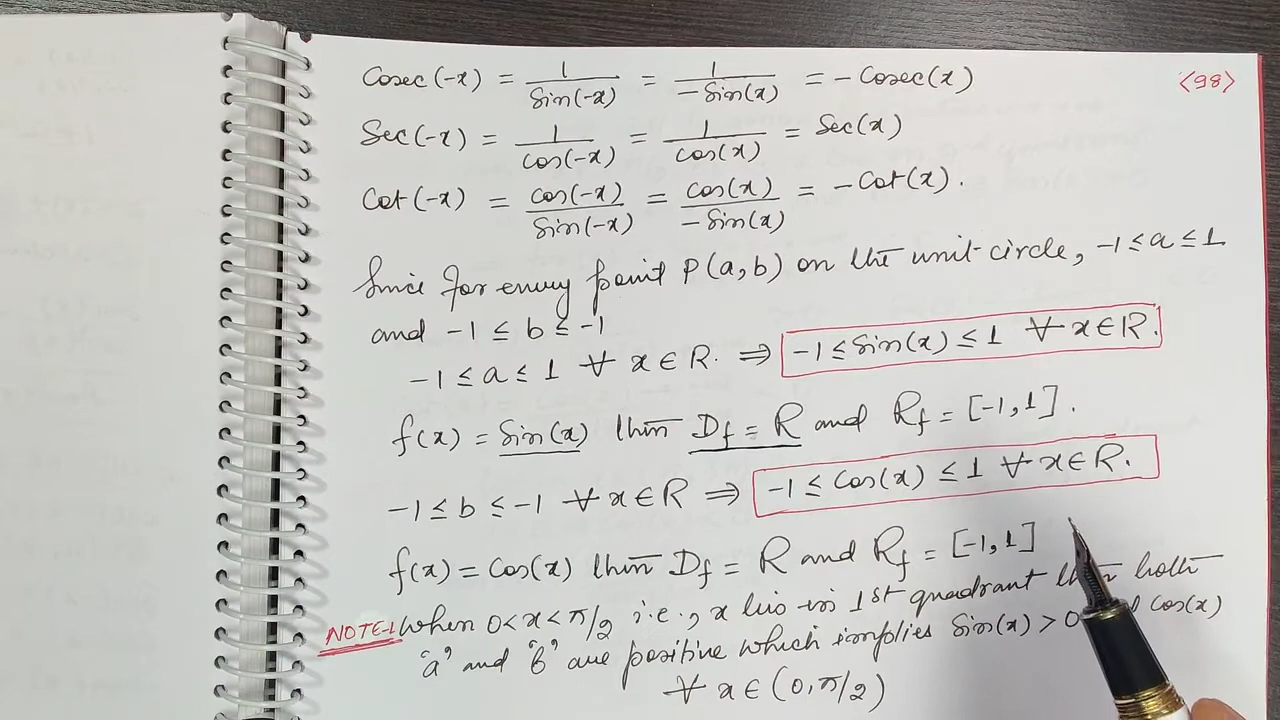 <98>
Cosec(-x) = 1/Sin(-x) = 1/-Sin(x) = -Cosec(x)
Sec(-x) = 1/cos(-x) = 1/cos(x) = Sec(x)
Cot(-x) = cos(-x)/Sin(-x) = cos(x)/-Sin(x) = -Cot(x).
Since for every point P(a,b) on the unit circle, -1 ≤ a ≤ 1
and -1 ≤ b ≤ -1
-1 ≤ a ≤ 1 ∀ x ∈ R. ⇒ -1 ≤ Sin(x) ≤ 1 ∀ x ∈ R.
f(x) = Sin(x) then Df = R and Rf = [-1,1].
-1 ≤ b ≤ -1 ∀ x ∈ R ⇒ -1 ≤ Cos(x) ≤ 1 ∀ x ∈ R.
f(x) = Cos(x) then Df = R and Rf = [-1,1]
NOTE-1 When 0<x<π/2 i.e., x lies in 1st quadrant then both
"a" and "b" are positive which implies Sin(x) > 0 Cos(x)
∀ x ∈ (0, π/2)